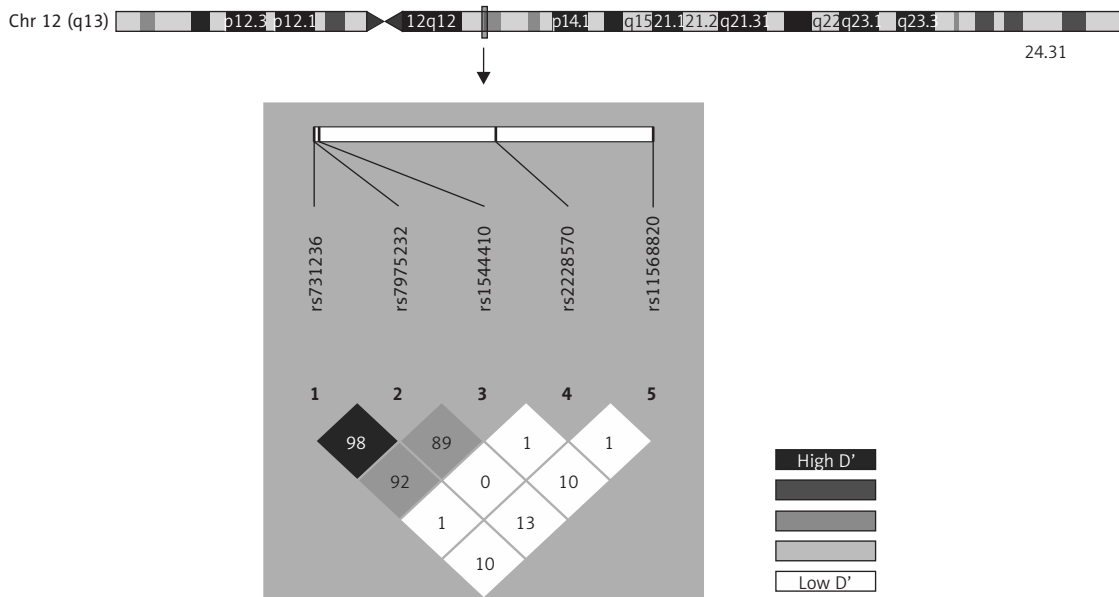 Chr 12 (q13) p12.3 p12.1 12q12 p14.1 q15 21.1 21.2 q21.31 q22 q23.1 q23.3
24.31
rs731236
rs7975232
rs1544410
rs2228570
rs11568820
1 2 3 4 5
98 89 1 1
92 0 10
1 13
10
High D'
Low D'